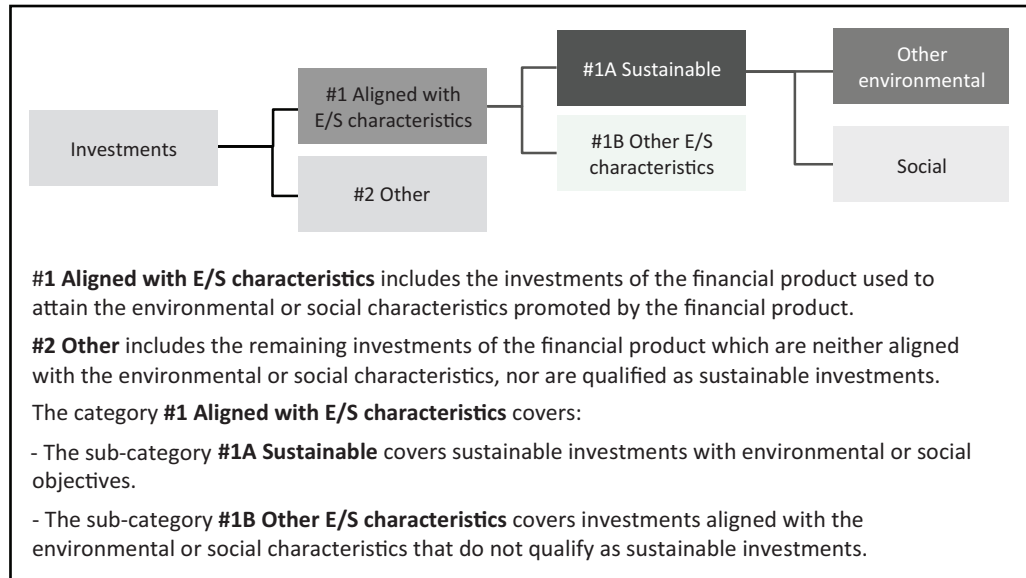 Investments
#1 Aligned with
E/S characteristics
#2 Other
#1A Sustainable
#1B Other E/S
characteristics
Other
environmental
Social
#1 Aligned with E/S characteristics includes the investments of the financial product used to
attain the environmental or social characteristics promoted by the financial product.
#2 Other includes the remaining investments of the financial product which are neither aligned
with the environmental or social characteristics, nor are qualified as sustainable investments.
The category #1 Aligned with E/S characteristics covers:
- The sub-category #1A Sustainable covers sustainable investments with environmental or social
objectives.
- The sub-category #1B Other E/S characteristics covers investments aligned with the
environmental or social characteristics that do not qualify as sustainable investments.